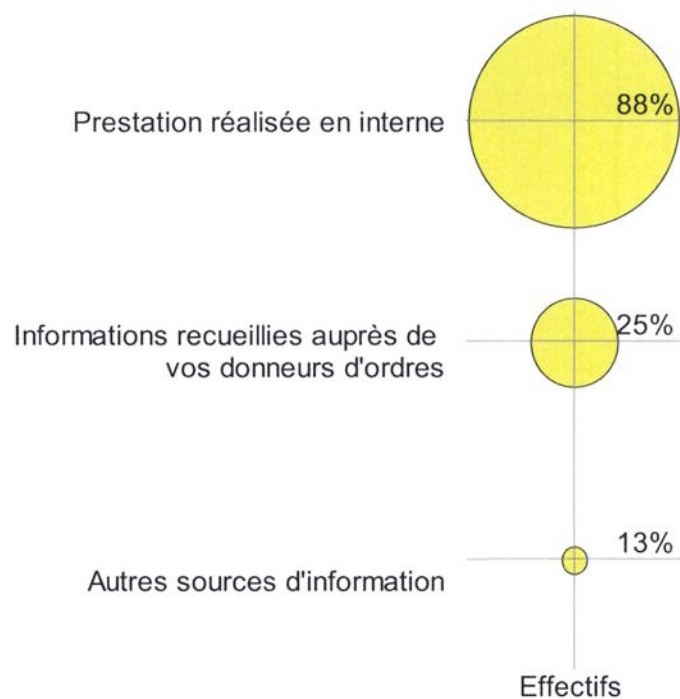 88%
Prestation réalisée en interne
25%
Informations recueillies auprès de
vos donneurs d'ordres
13%
Autres sources d'information
Effectifs